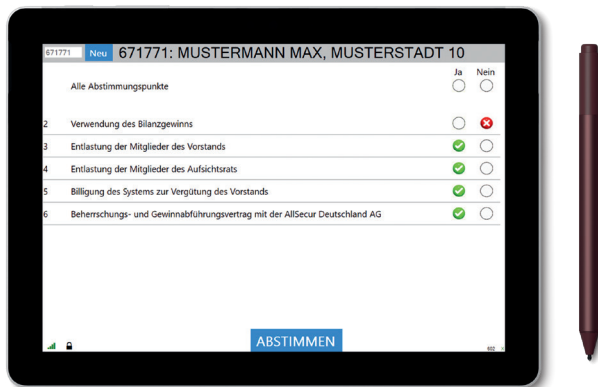 671771 Neu 671771: MUSTERMANN MAX, MUSTERSTADT 10
Ja Nein
Alle Abstimmungspunkte
2 Verwendung des Bilanzgewinns
3 Entlastung der Mitglieder des Vorstands
4 Entlastung der Mitglieder des Aufsichtsrats
5 Billigung des Systems zur Vergütung des Vorstands
6 Beherrschungs- und Gewinnabführungsvertrag mit der AllSecur Deutschland AG
ABSTIMMEN
602